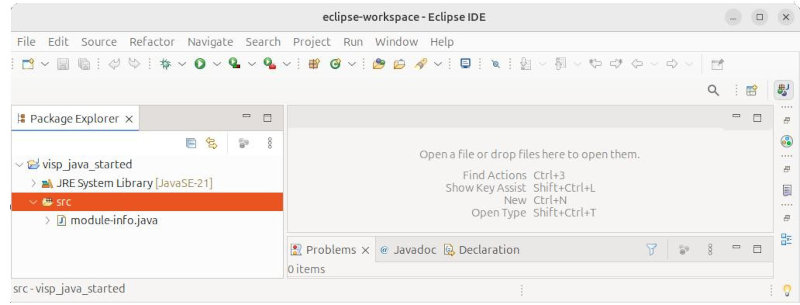 eclipse-workspace - Eclipse IDE
File Edit Source Refactor Navigate Search Project Run Window Help
Package Explorer
visp_java_started
JRE System Library [JavaSE-21]
src
module-info.java
Open a file or drop files here to open them.
Find Actions Ctrl+3
Show Key Assist Shift+Ctrl+L
New Ctrl+N
Open Type Shift+Ctrl+T
Problems @ Javadoc Declaration
0 items
src - visp_java_started